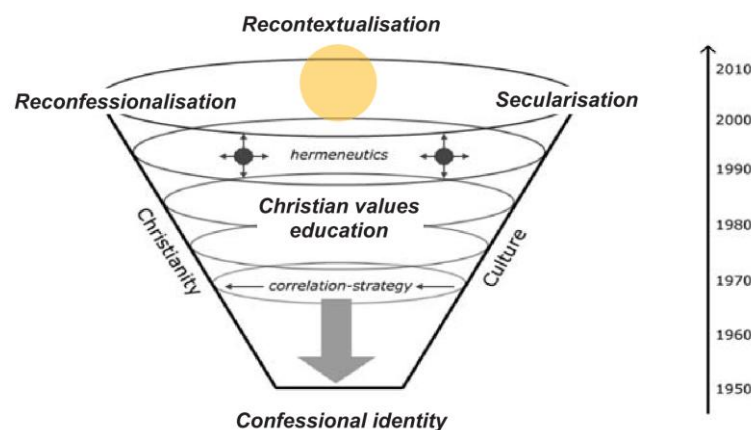 Recontextualisation
2010
Reconfessionalisation
Secularisation
2000
hermeneutics
1990
Christian values
education
1980
Christianity
Culture
1970
correlation-strategy
1960
1950
Confessional identity